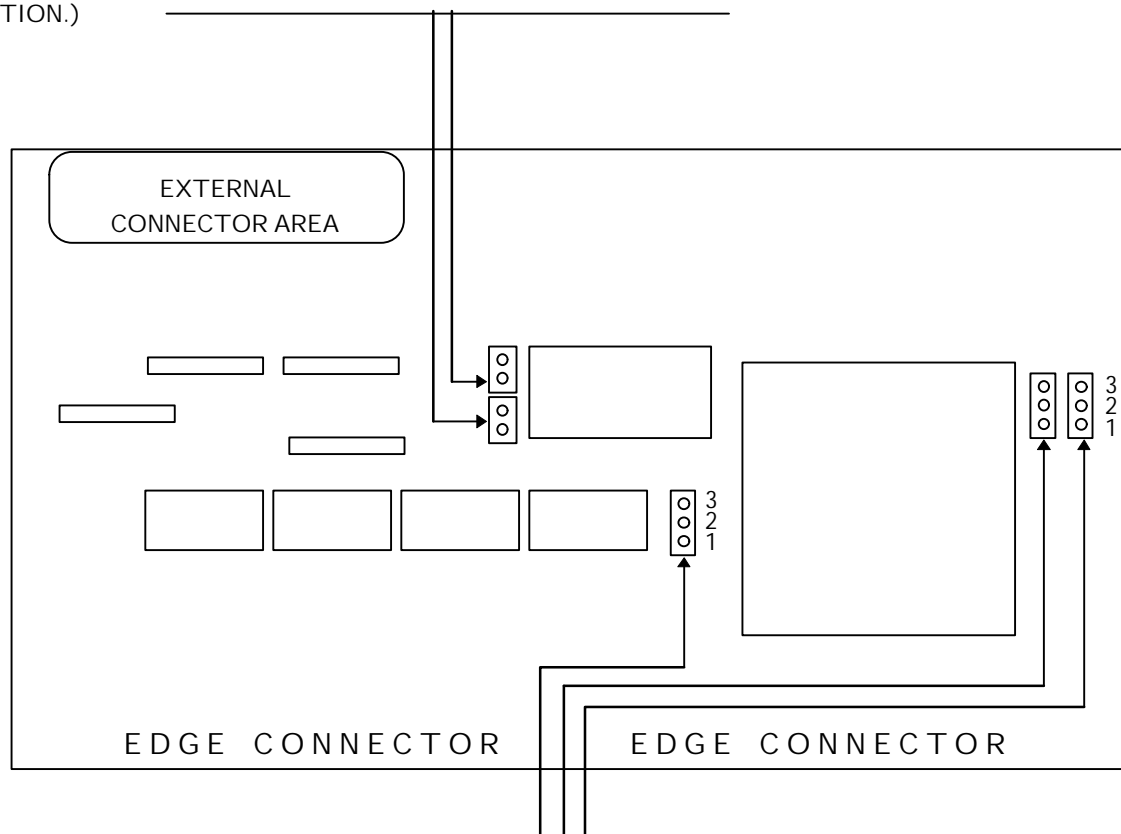 TION.)
EXTERNAL
CONNECTOR AREA
3
2
1
3
2
1
EDGE CONNECTOR
EDGE CONNECTOR